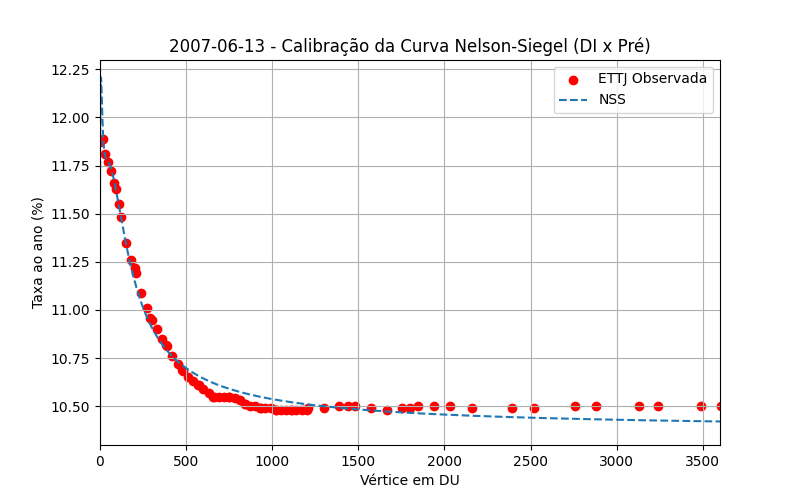 2007-06-13 - Calibração da Curva Nelson-Siegel (DI x Pré)
ETTJ Observada
NSS
Taxa ao ano (%)
12.25
12.00
11.75
11.50
11.25
11.00
10.75
10.50
0 500 1000 1500 2000 2500 3000 3500
Vértice em DU